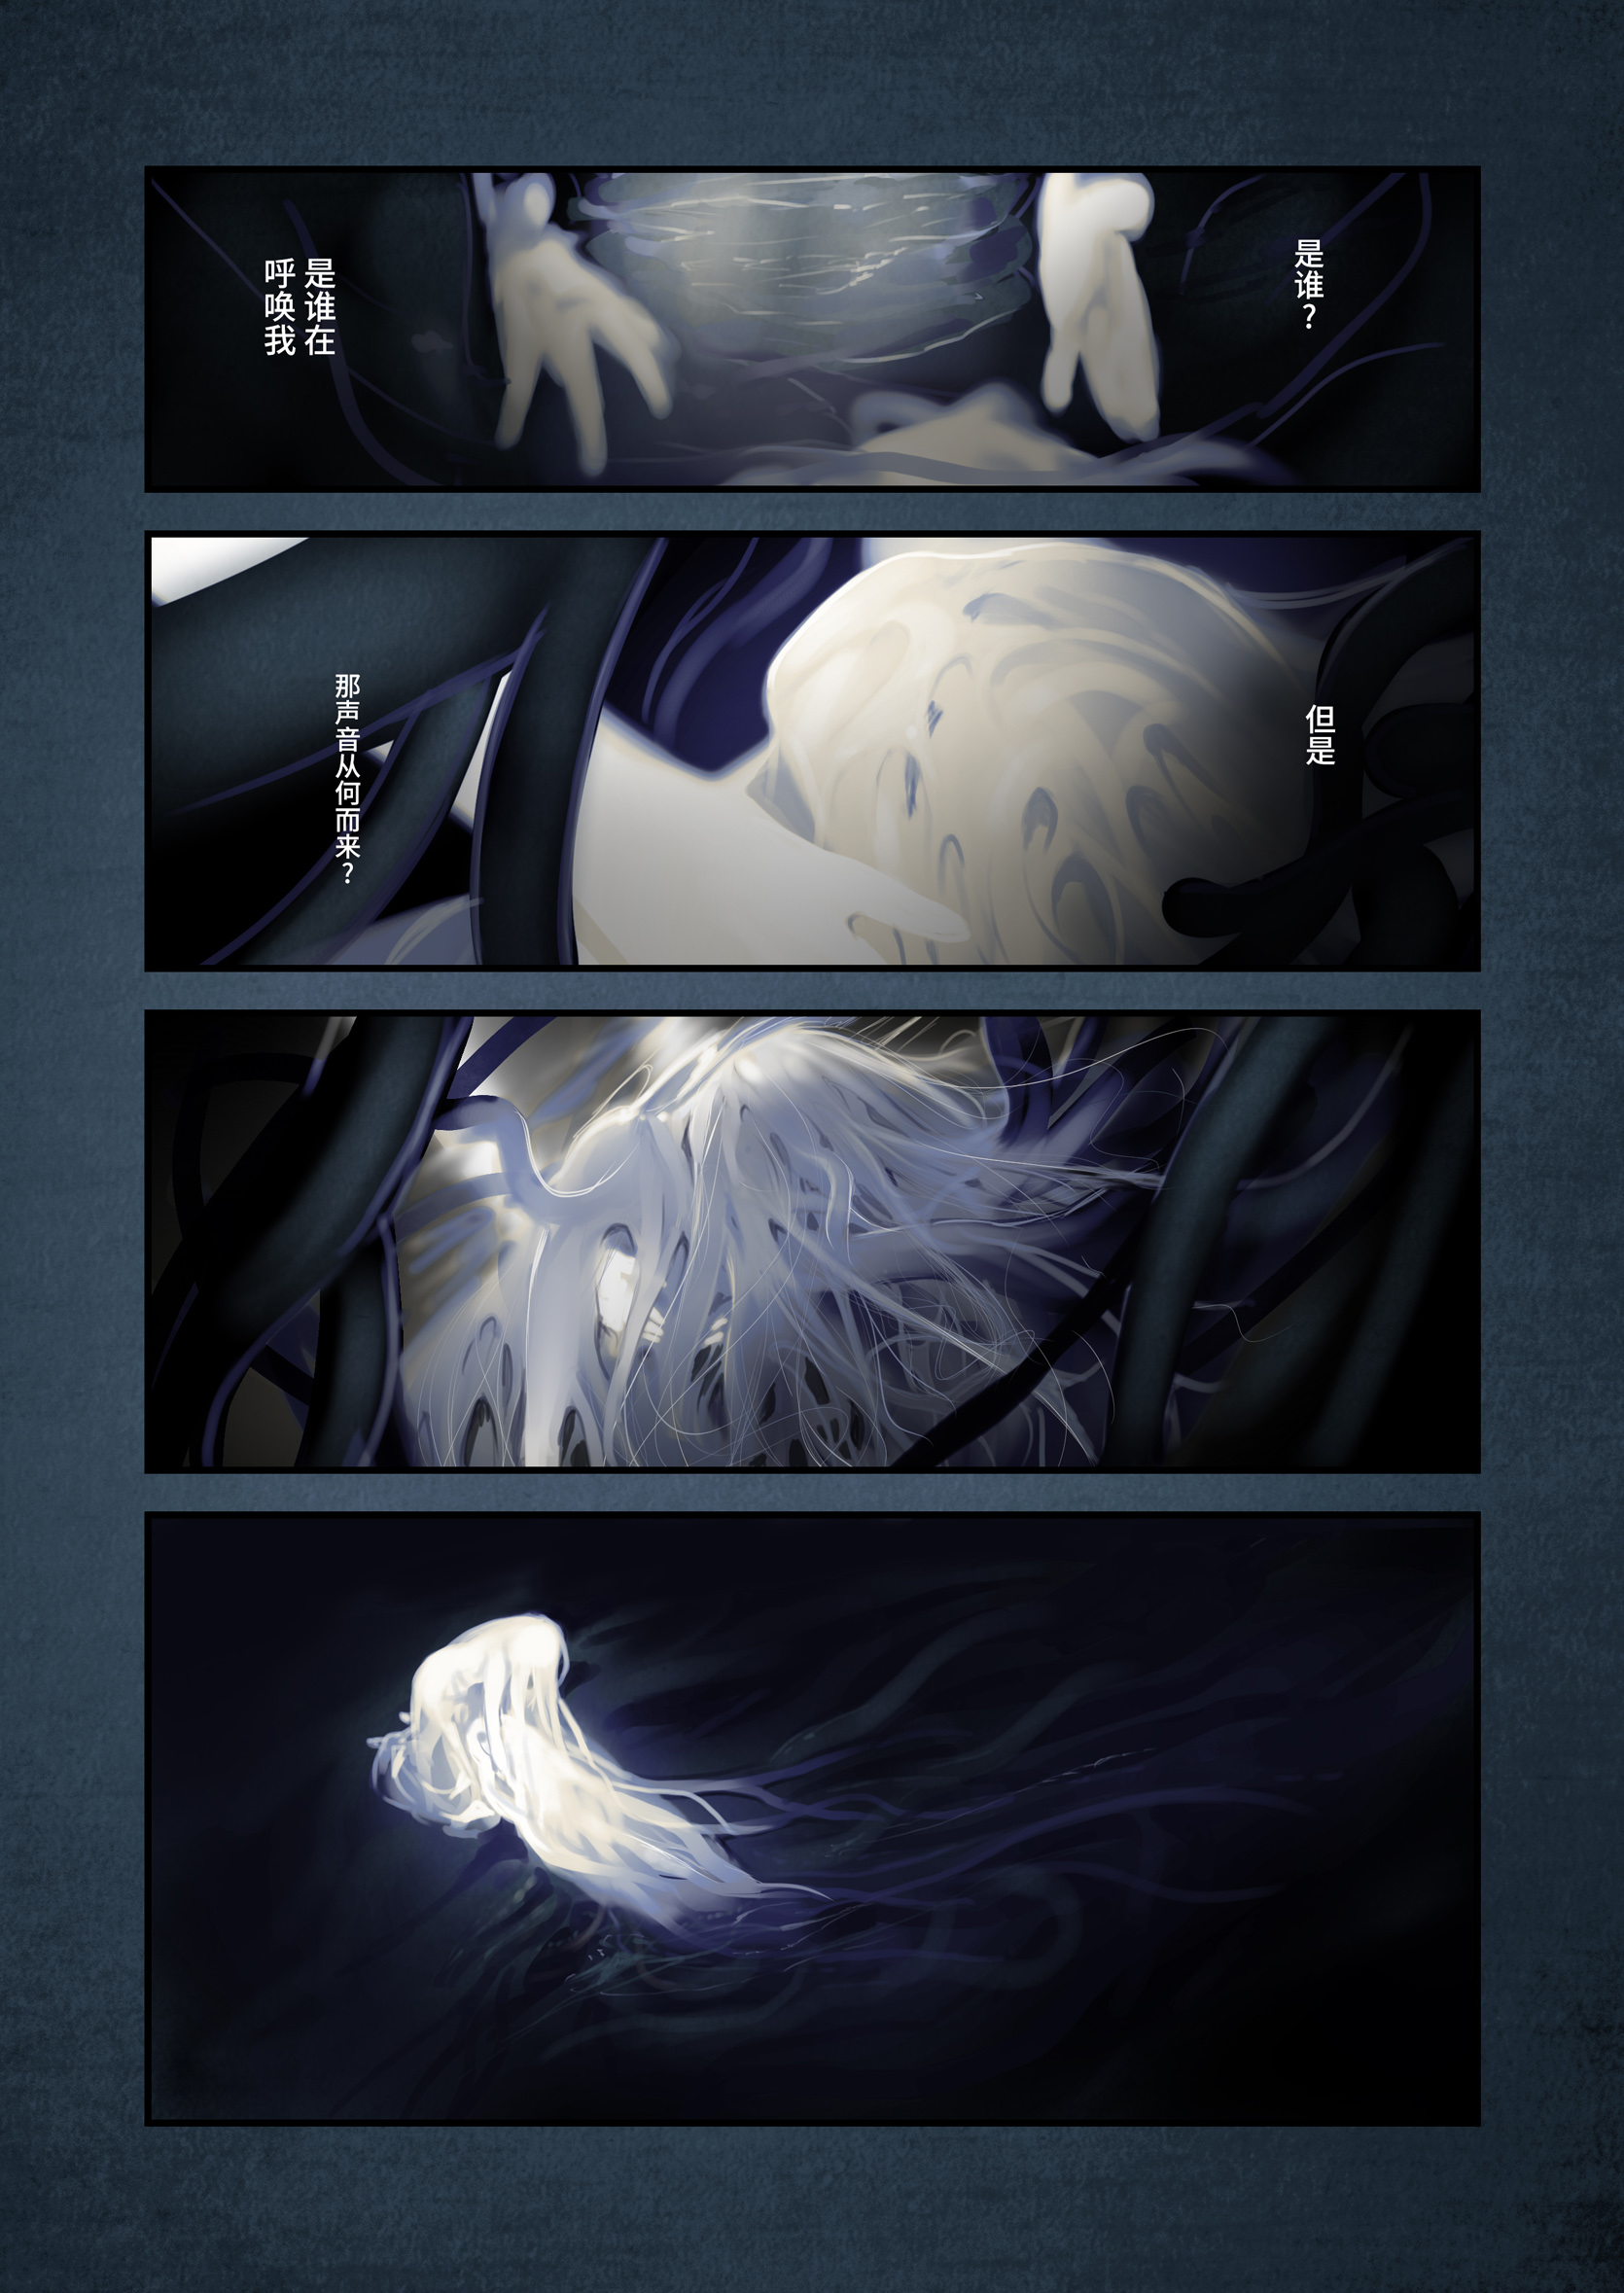 是谁？
是谁在
呼唤我
但是
那声音从何而来？